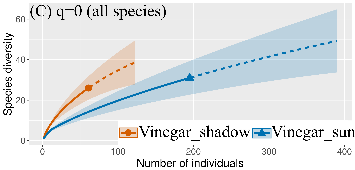 (C) q=0 (all species)
60
40
20
0
Species diversity
Vinegar_shadow Vinegar_sun
0 100 200 300 400
Number of individuals